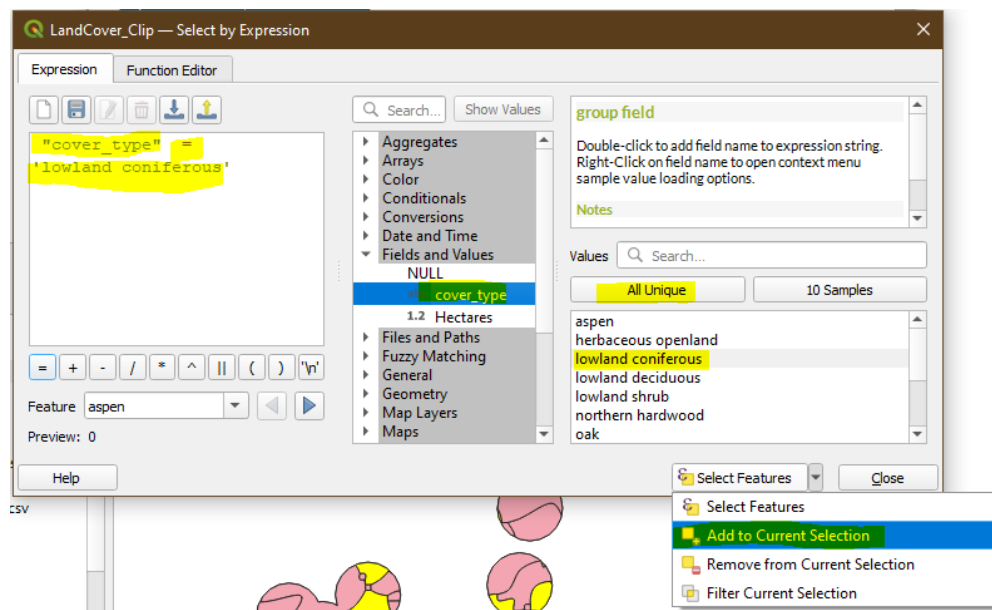 LandCover_Clip — Select by Expression
Expression
Function Editor
"cover_type" =
'lowland coniferous'
=
+
-
/
*
^
||
(
)
'\n'
Feature
aspen
Preview: 0
Search...
Show Values
Aggregates
Arrays
Color
Conditionals
Conversions
Date and Time
Fields and Values
NULL
cover_type
1.2 Hectares
Files and Paths
Fuzzy Matching
General
Geometry
Map Layers
Maps
group field
Double-click to add field name to expression string.
Right-Click on field name to open context menu
sample value loading options.
Notes
Values
Search...
All Unique
10 Samples
aspen
herbaceous openland
lowland coniferous
lowland deciduous
lowland shrub
northern hardwood
oak
Help
Select Features
Close
Select Features
Add to Current Selection
Remove from Current Selection
Filter Current Selection
csv